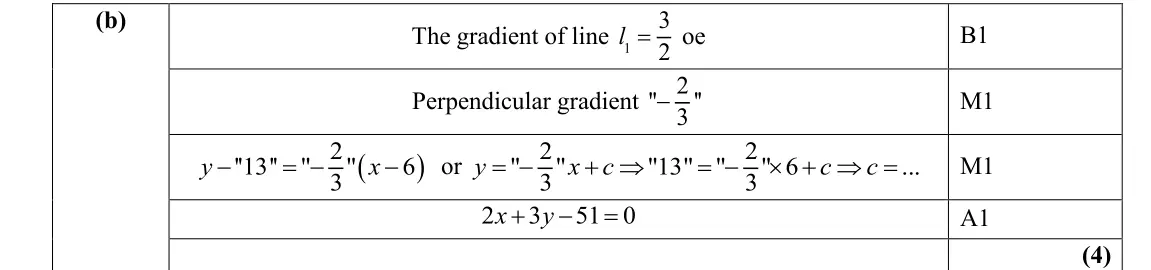 (b) The gradient of line l₁ = 3/2 oe B1
Perpendicular gradient "−2/3" M1
y − "13" = "−2/3"(x − 6) or y = "−2/3"x + c ⇒ "13" = "−2/3"×6 + c ⇒ c = ... M1
2x + 3y − 51 = 0 A1
(4)